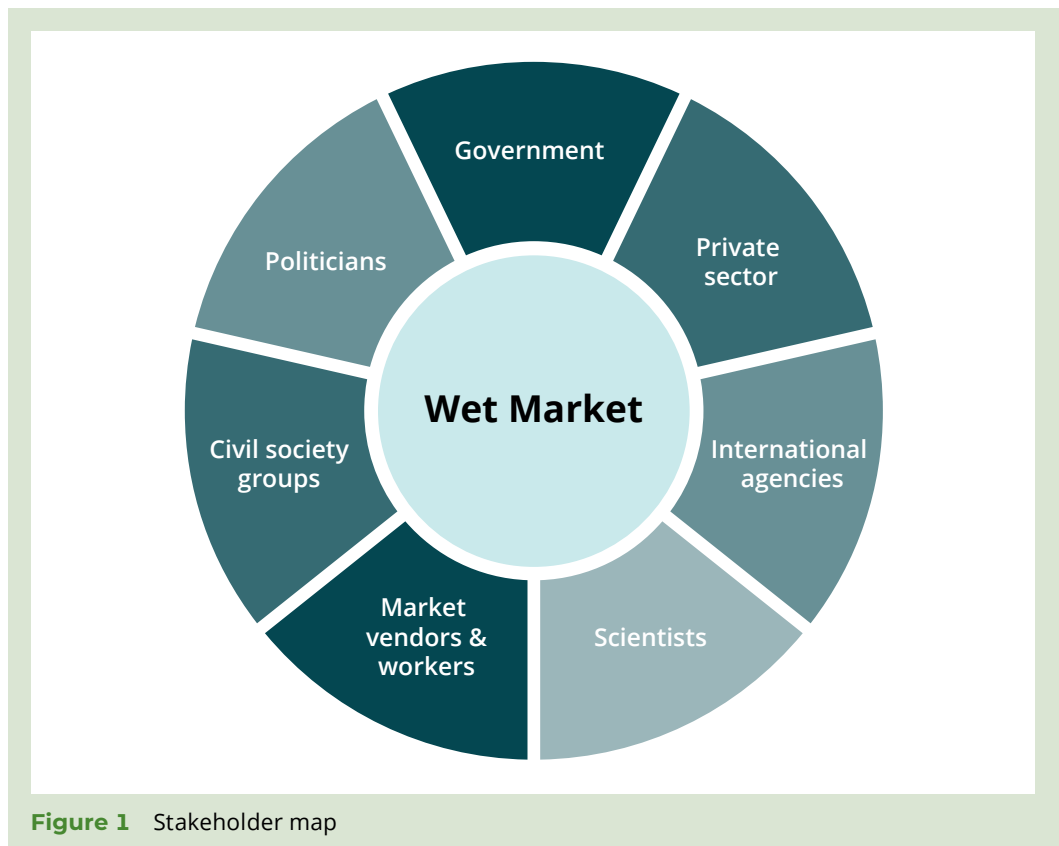 Government
Private
sector
International
agencies
Scientists
Market
vendors &
workers
Civil society
groups
Politicians
Wet Market
Figure 1 Stakeholder map